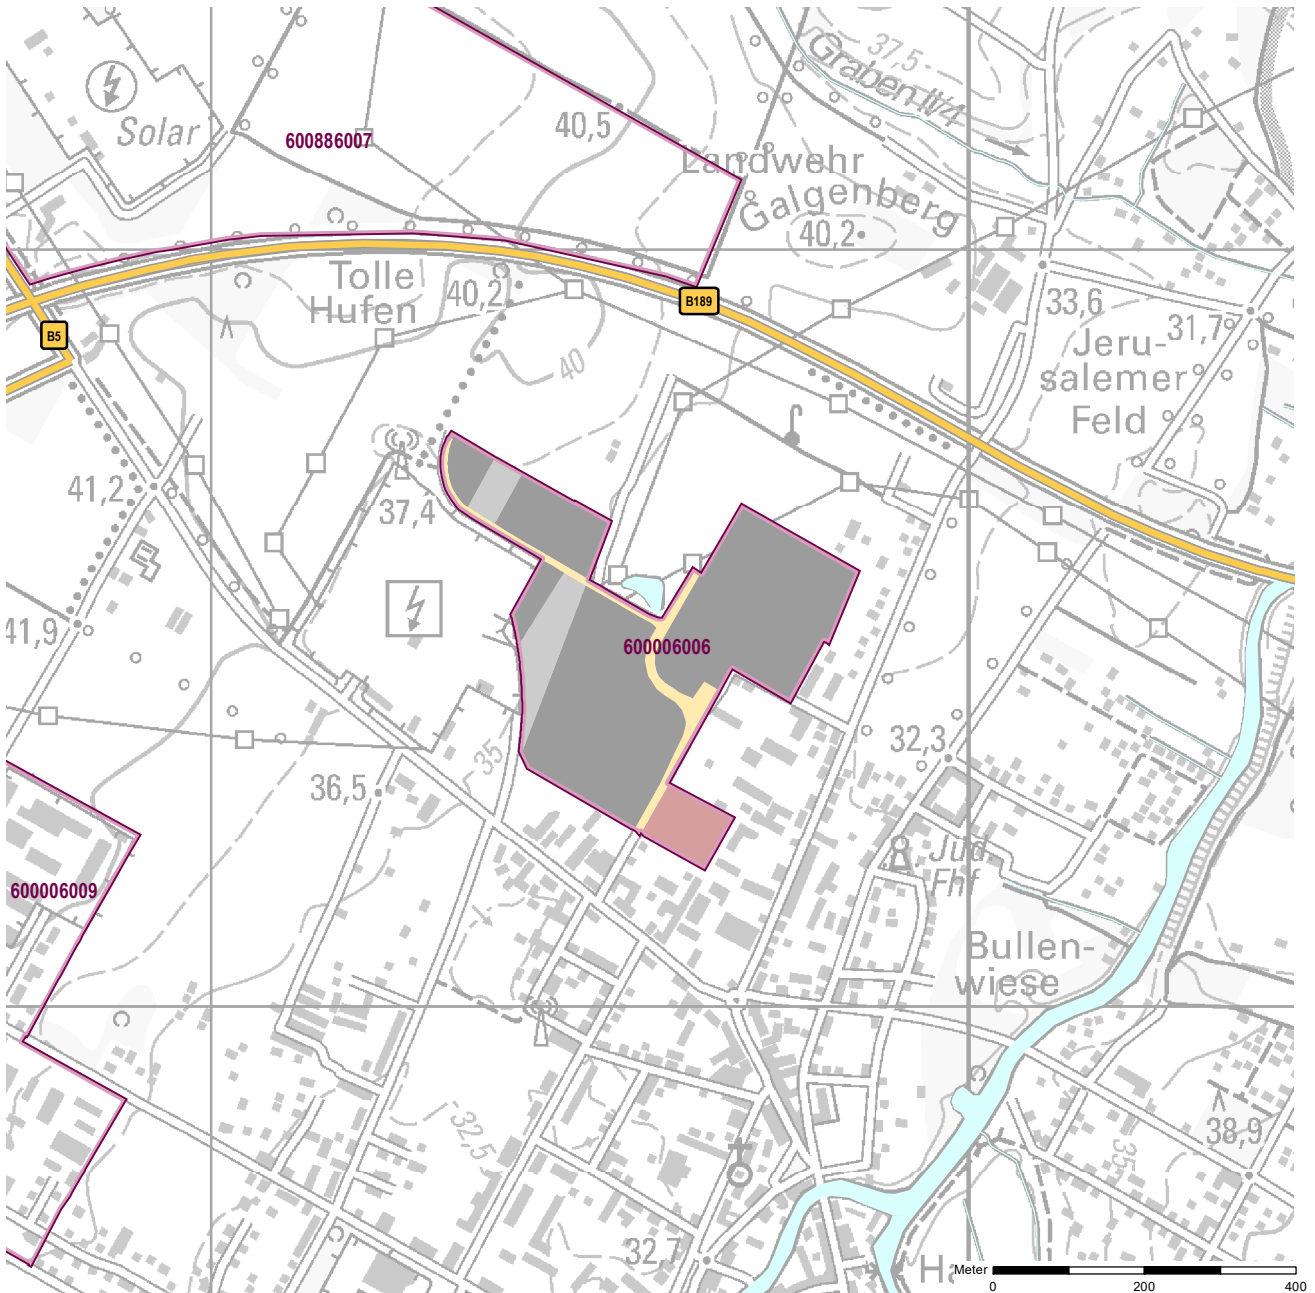 37,5
Graben II/4
Solar
40,5
600886007
Landwehr
Galgenberg
40,2
Tolle
Hufen
40,2
B189
33,6
31,7
B5
Jeru-
salemer
Feld
40
41,2
37,4
41,9
600006006
32,3
35
36,5
Jüd.
Fhf
600006009
Bullen-
wiese
32,5
35
38,9
32,7
Meter
0
200
400